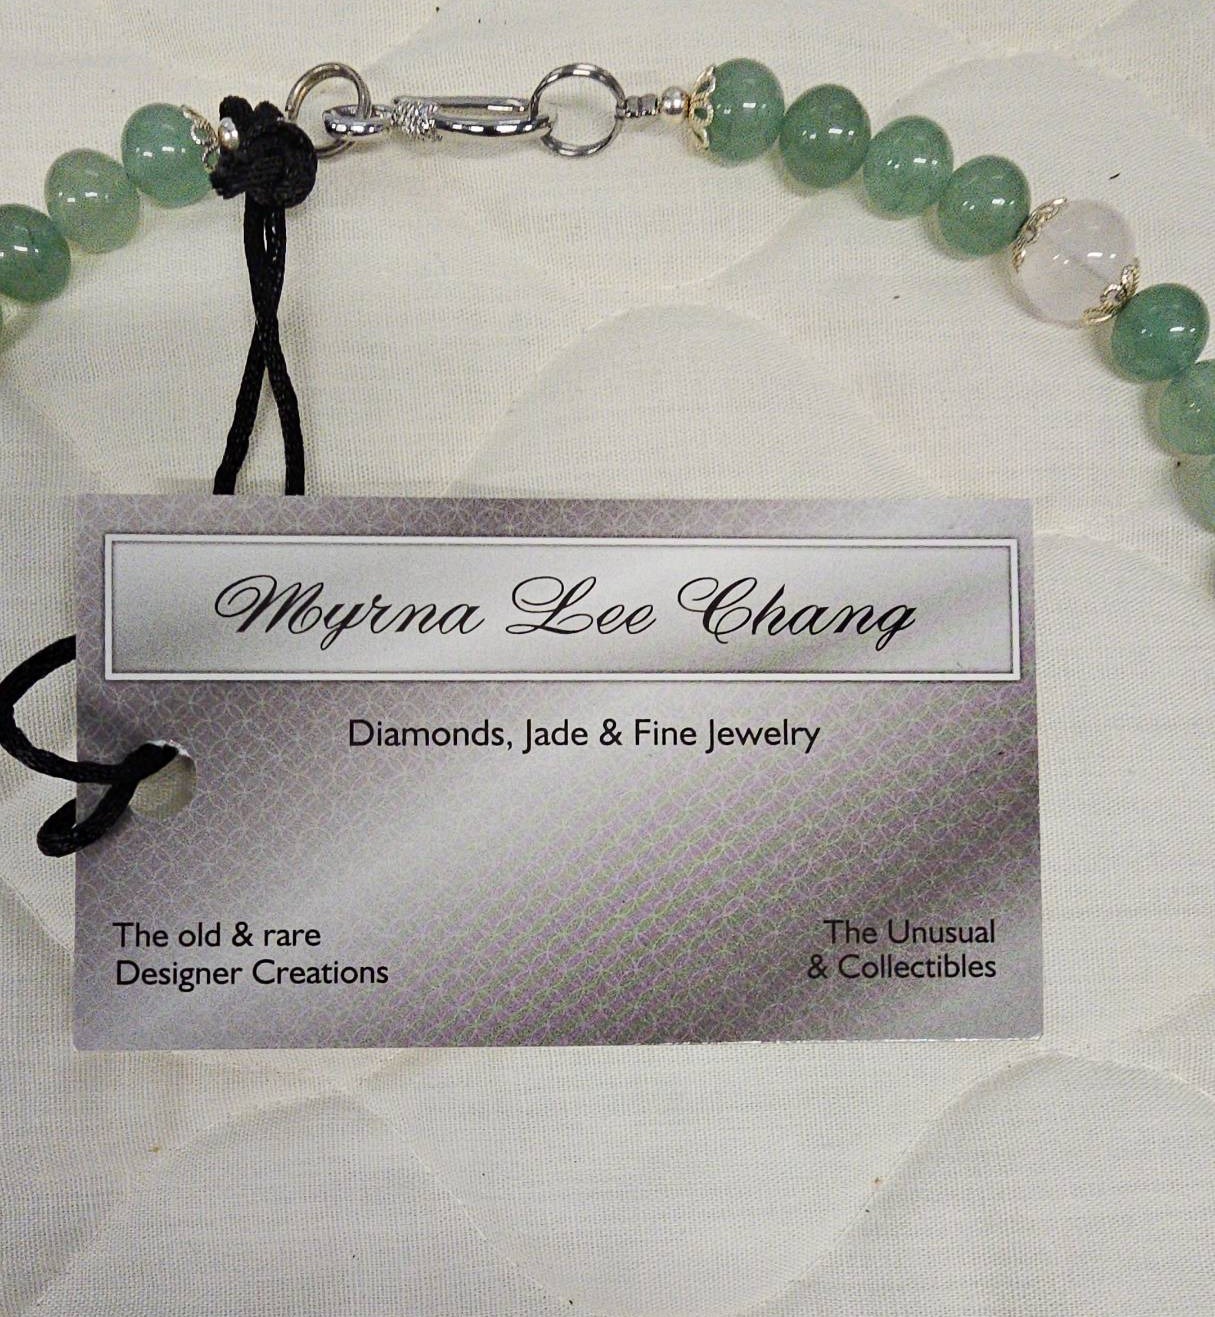 Myrna Lee Chang
Diamonds, Jade & Fine Jewelry
The old & rare
Designer Creations
The Unusual
& Collectibles